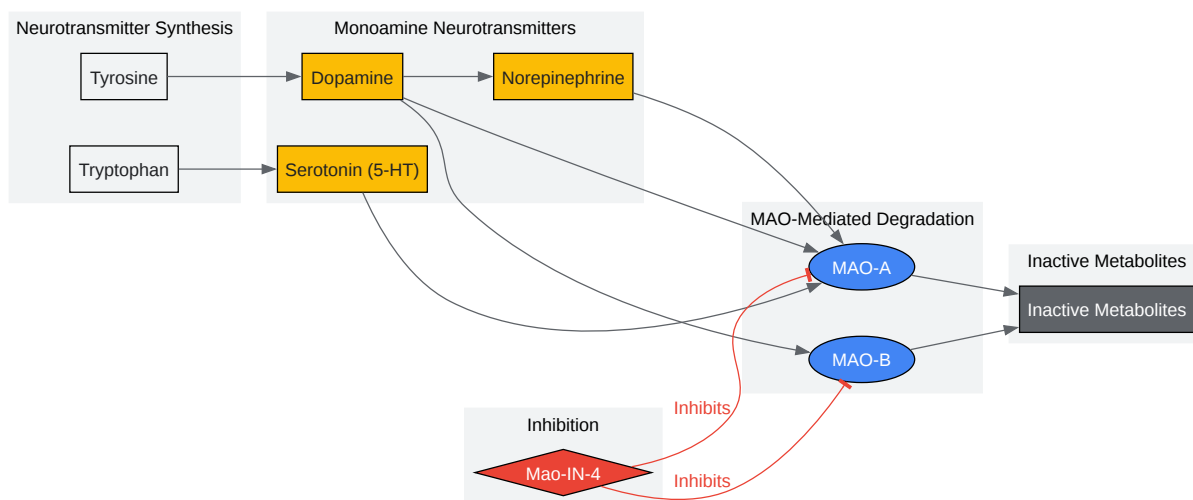 Neurotransmitter Synthesis
Monoamine Neurotransmitters
Tyrosine
Dopamine
Norepinephrine
Tryptophan
Serotonin (5-HT)
MAO-Mediated Degradation
MAO-A
Inactive Metabolites
Inactive Metabolites
MAO-B
Inhibits
Inhibition
Mao-IN-4
Inhibits